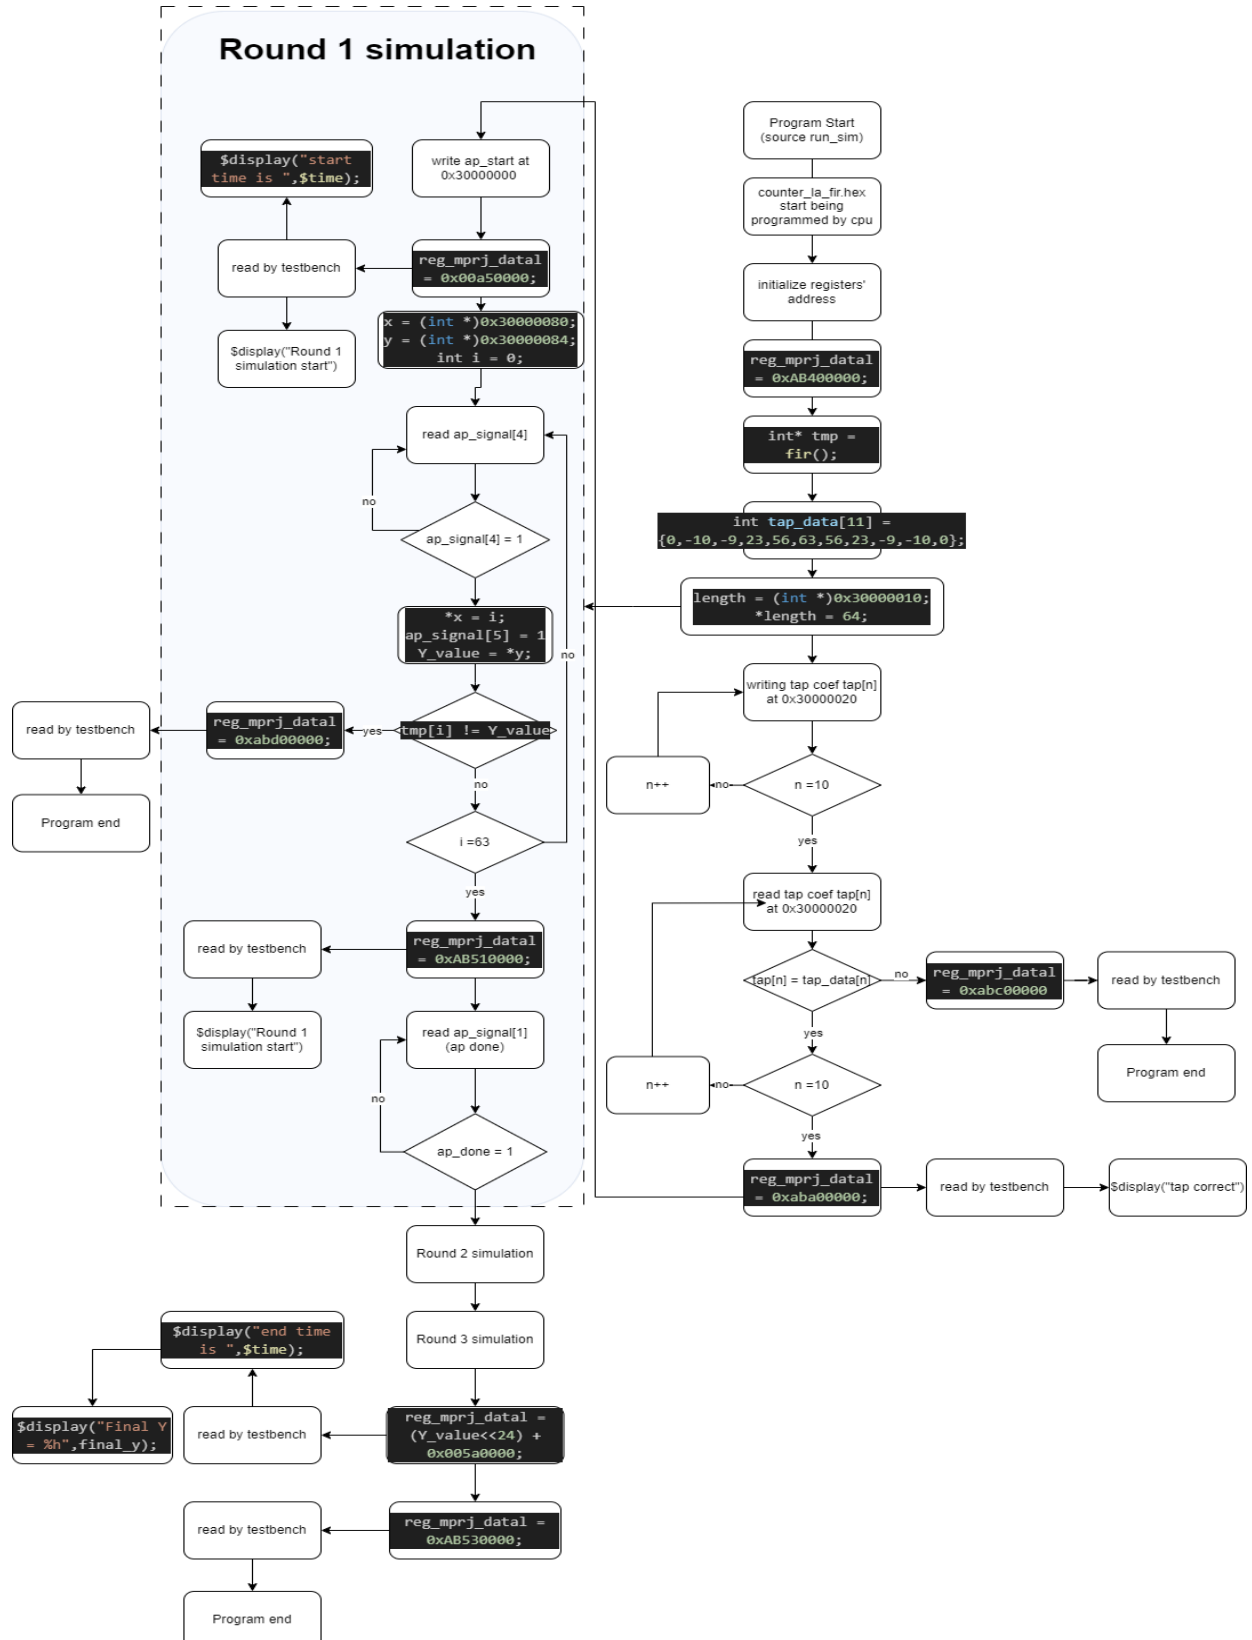 Round 1 simulation
Program Start
(source run_sim)
counter_la_fir.hex
start being
programmed by cpu
initialize registers'
address
reg_mprj_datal
= 0xAB400000;
int* tmp =
fir();
int tap_data[11] =
{0,-10,-9,23,56,63,56,23,-9,-10,0};
length = (int *)0x30000010;
*length = 64;
writing tap coef tap[n]
at 0x30000020
n =10
no
n++
yes
read tap coef tap[n]
at 0x30000020
tap[n] = tap_data[n]
no
reg_mprj_datal
= 0xabc00000
read by testbench
Program end
yes
n =10
no
n++
yes
reg_mprj_datal
= 0xaba00000;
read by testbench
$display("tap correct")
write ap_start at
0x30000000
reg_mprj_datal
= 0x00a50000;
read by testbench
$display("start
time is ",$time);
$display("Round 1
simulation start")
x = (int *)0x30000080;
y = (int *)0x30000084;
int i = 0;
read ap_signal[4]
no
ap_signal[4] = 1
*x = i;
ap_signal[5] = 1
Y_value = *y;
no
tmp[i] != Y_value
yes
reg_mprj_datal
= 0xabd00000;
read by testbench
Program end
no
i =63
yes
reg_mprj_datal
= 0xAB510000;
read by testbench
$display("Round 1
simulation start")
read ap_signal[1]
(ap done)
no
ap_done = 1
Round 2 simulation
Round 3 simulation
reg_mprj_datal =
(Y_value<<24) +
0x005a0000;
read by testbench
$display("end time
is ",$time);
$display("Final Y
= %h",final_y);
reg_mprj_datal =
0xAB530000;
read by testbench
Program end